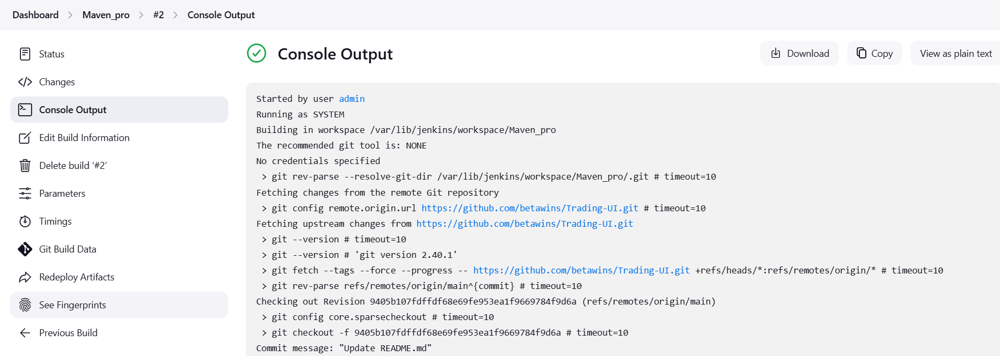 Dashboard > Maven_pro > #2 > Console Output
Status
Changes
Console Output
Edit Build Information
Delete build ‘#2’
Parameters
Timings
Git Build Data
Redeploy Artifacts
See Fingerprints
Previous Build
Console Output
Download
Copy
View as plain text
Started by user admin
Running as SYSTEM
Building in workspace /var/lib/jenkins/workspace/Maven_pro
The recommended git tool is: NONE
No credentials specified
 > git rev-parse --resolve-git-dir /var/lib/jenkins/workspace/Maven_pro/.git # timeout=10
Fetching changes from the remote Git repository
 > git config remote.origin.url https://github.com/betawins/Trading-UI.git # timeout=10
Fetching upstream changes from https://github.com/betawins/Trading-UI.git
 > git --version # timeout=10
 > git --version # 'git version 2.40.1'
 > git fetch --tags --force --progress -- https://github.com/betawins/Trading-UI.git +refs/heads/*:refs/remotes/origin/* # timeout=10
 > git rev-parse refs/remotes/origin/main^{commit} # timeout=10
Checking out Revision 9405b107fdffdf68e69fe953ea1f9669784f9d6a (refs/remotes/origin/main)
 > git config core.sparsecheckout # timeout=10
 > git checkout -f 9405b107fdffdf68e69fe953ea1f9669784f9d6a # timeout=10
Commit message: "Update README.md"